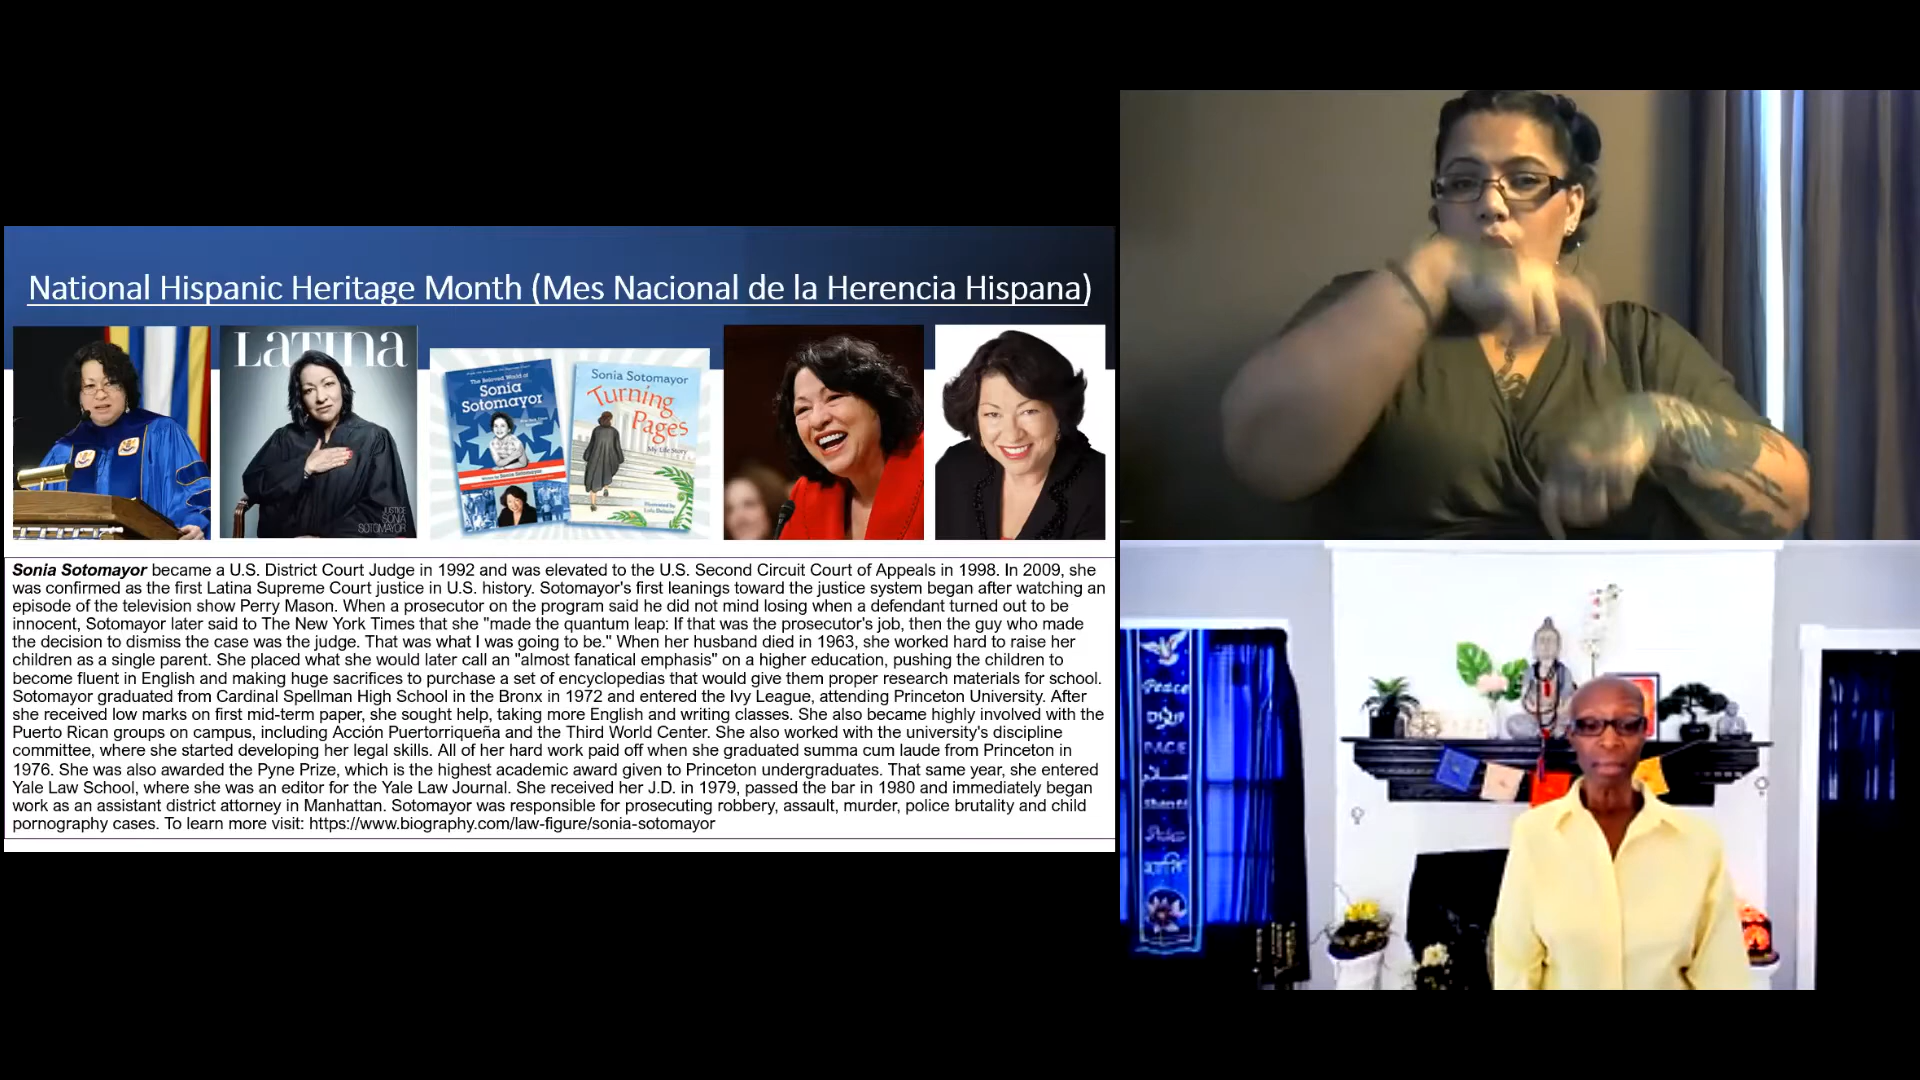 National Hispanic Heritage Month (Mes Nacional de la Herencia Hispana)
LATINA
JUSTICE
SONIA
SOTOMAYOR
The Beloved World of
Sonia
Sotomayor
Sonia Sotomayor
Turning
Pages
My Life Story
Illustrated by
Lulu Delacre
Sonia Sotomayor became a U.S. District Court Judge in 1992 and was elevated to the U.S. Second Circuit Court of Appeals in 1998. In 2009, she
was confirmed as the first Latina Supreme Court justice in U.S. history. Sotomayor's first leanings toward the justice system began after watching an
episode of the television show Perry Mason. When a prosecutor on the program said he did not mind losing when a defendant turned out to be
innocent, Sotomayor later said to The New York Times that she "made the quantum leap: If that was the prosecutor's job, then the guy who made
the decision to dismiss the case was the judge. That was what I was going to be." When her husband died in 1963, she worked hard to raise her
children as a single parent. She placed what she would later call an "almost fanatical emphasis" on a higher education, pushing the children to
become fluent in English and making huge sacrifices to purchase a set of encyclopedias that would give them proper research materials for school.
Sotomayor graduated from Cardinal Spellman High School in the Bronx in 1972 and entered the Ivy League, attending Princeton University. After
she received low marks on first mid-term paper, she sought help, taking more English and writing classes. She also became highly involved with the
Puerto Rican groups on campus, including Acción Puertorriqueña and the Third World Center. She also worked with the university's discipline
committee, where she started developing her legal skills. All of her hard work paid off when she graduated summa cum laude from Princeton in
1976. She was also awarded the Pyne Prize, which is the highest academic award given to Princeton undergraduates. That same year, she entered
Yale Law School, where she was an editor for the Yale Law Journal. She received her J.D. in 1979, passed the bar in 1980 and immediately began
work as an assistant district attorney in Manhattan. Sotomayor was responsible for prosecuting robbery, assault, murder, police brutality and child
pornography cases. To learn more visit: https://www.biography.com/law-figure/sonia-sotomayor
Peace